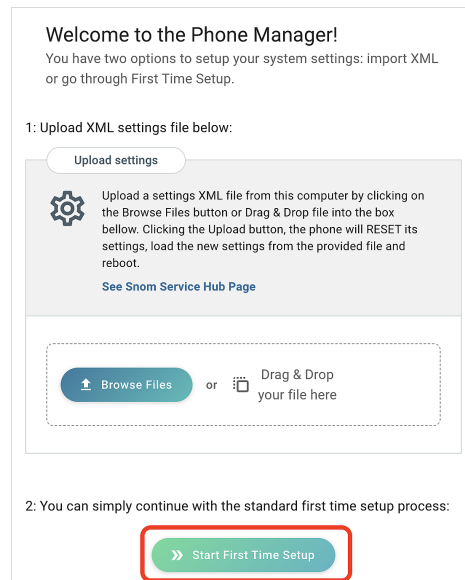 Welcome to the Phone Manager!
You have two options to setup your system settings: import XML
or go through First Time Setup.
1: Upload XML settings file below:
Upload settings
Upload a settings XML file from this computer by clicking on
the Browse Files button or Drag & Drop file into the box
bellow. Clicking the Upload button, the phone will RESET its
settings, load the new settings from the provided file and
reboot.
See Snom Service Hub Page
Browse Files or Drag & Drop
your file here
2: You can simply continue with the standard first time setup process:
Start First Time Setup